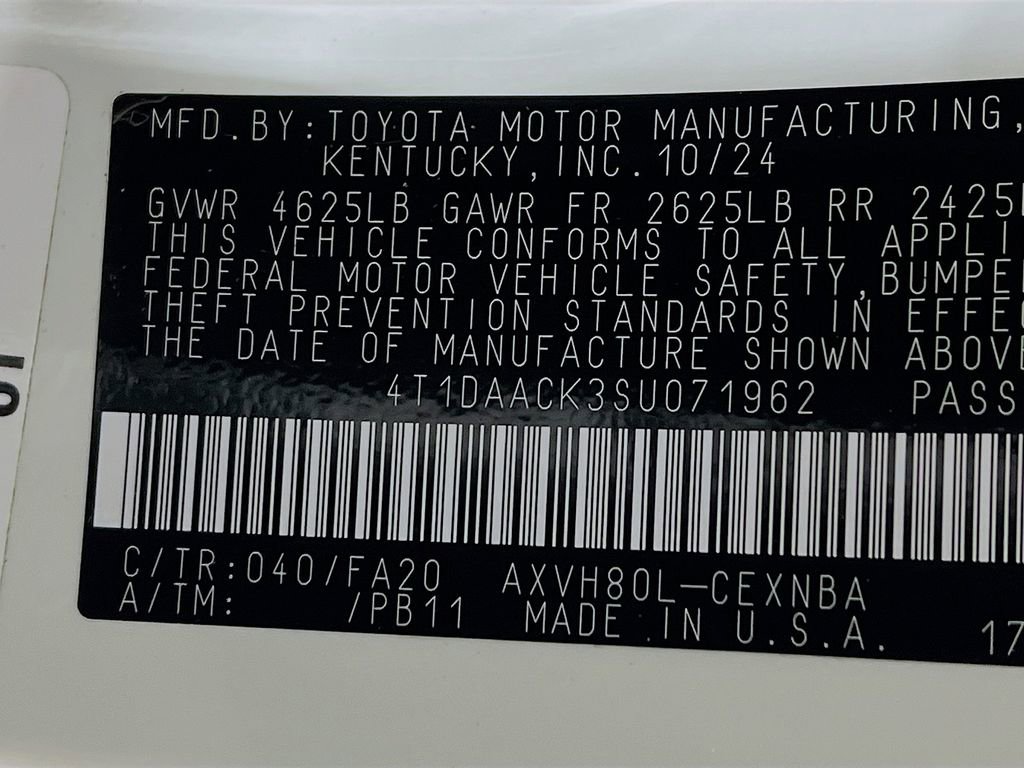 MFD.BY:TOYOTA MOTOR MANUFACTURING,
KENTUCKY,INC. 10/24
GVWR 4625LB GAWR FR 2625LB RR 2425
THIS VEHICLE CONFORMS TO ALL APPLI
FEDERAL MOTOR VEHICLE SAFETY,BUMPE
THEFT PREVENTION STANDARDS IN EFFE
THE DATE OF MANUFACTURE SHOWN ABOVE
4T1DAACK3SU071962 PASS
C/TR:040/FA20 AXVH80L-CEXNBA
A/TM: /PB11 MADE IN U.S.A. 17